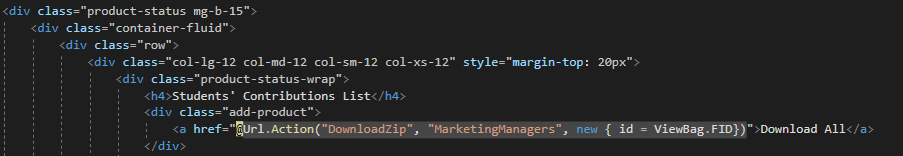 <div class="product-status mg-b-15">
<div class="container-fluid">
<div class="row">
<div class="col-lg-12 col-md-12 col-sm-12 col-xs-12" style="margin-top: 20px">
<div class="product-status-wrap">
<h4>Students' Contributions List</h4>
<div class="add-product">
<a href="@Url.Action("DownloadZip", "MarketingManagers", new { id = ViewBag.FID})">Download All</a>
</div>